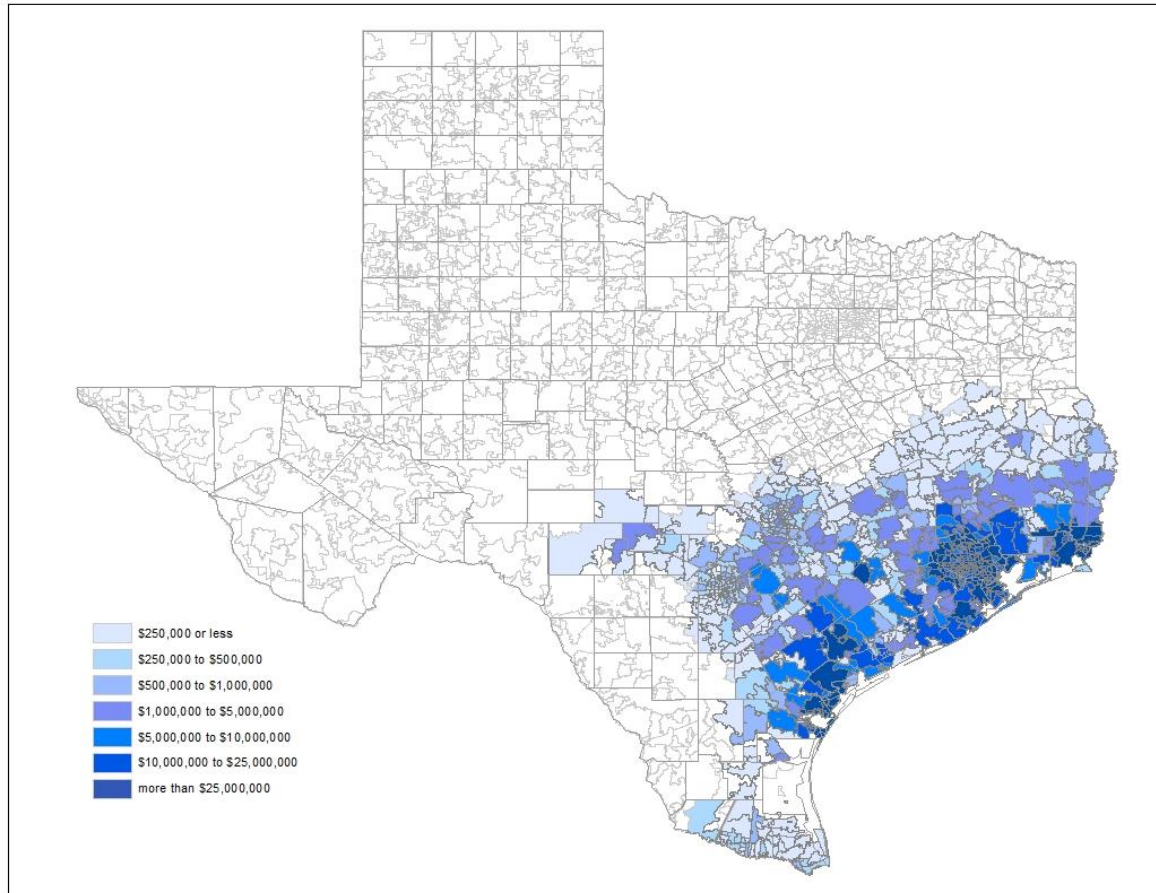 $250,000 or less
$250,000 to $500,000
$500,000 to $1,000,000
$1,000,000 to $5,000,000
$5,000,000 to $10,000,000
$10,000,000 to $25,000,000
more than $25,000,000